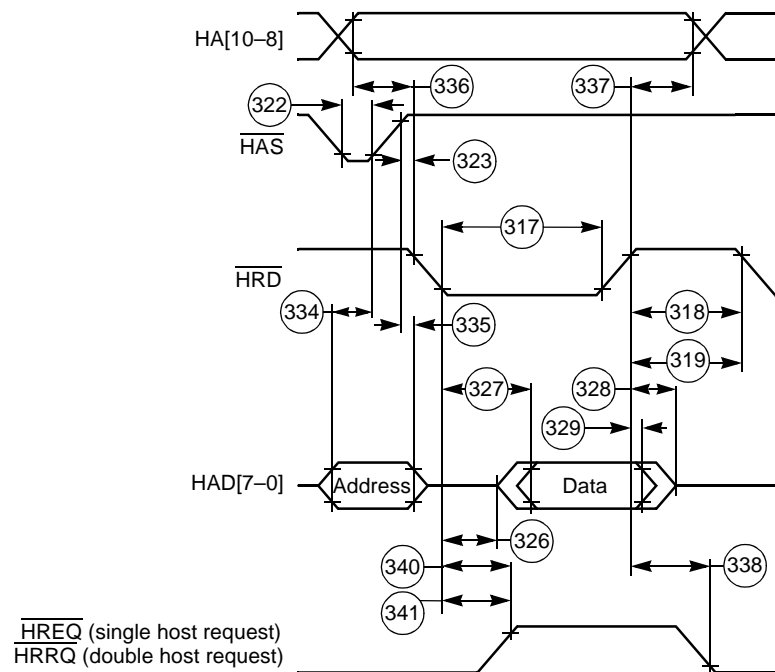 HA[10–8]
336
337
322
HAS
323
317
HRD
334
335
318
319
327
328
329
HAD[7–0]
Address
Data
326
340
338
341
HREQ (single host request)
HRRQ (double host request)